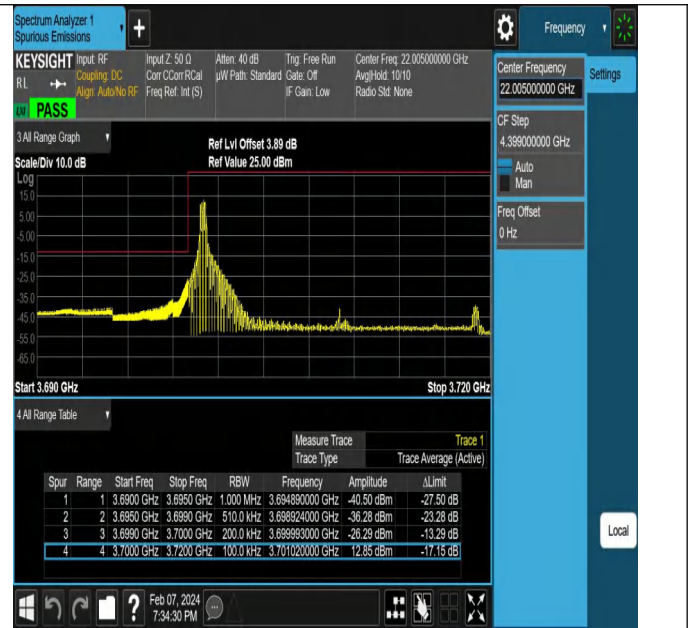 Spectrum Analyzer 1
Spurious Emissions
+
Frequency
KEYSIGHT Input: RF Input Z: 50 Ω Atten: 40 dB Trig: Free Run Center Freq: 22.005000000 GHz
RL Coupling: DC Corr CCorr RCal µW Path: Standard Gate: Off Avg|Hold: 10/10
Align: Auto/No RF Freq Ref: Int (S) IF Gain: Low Radio Std: None
PASS
Center Frequency
22.005000000 GHz
Settings
CF Step
4.399000000 GHz
Auto
Man
Freq Offset
0 Hz
3 All Range Graph
Ref Lvl Offset 3.89 dB
Scale/Div 10.0 dB Ref Value 25.00 dBm
Log
15.0
5.00
-5.00
-15.0
-25.0
-35.0
-45.0
-55.0
-65.0
Start 3.690 GHz Stop 3.720 GHz
4 All Range Table
Measure Trace Trace 1
Trace Type Trace Average (Active)
Spur Range Start Freq Stop Freq RBW Frequency Amplitude ΔLimit
1 1 3.6900 GHz 3.6950 GHz 1.000 MHz 3.694890000 GHz -40.50 dBm -27.50 dB
2 2 3.6950 GHz 3.6990 GHz 510.0 kHz 3.698924000 GHz -36.28 dBm -23.28 dB
3 3 3.6990 GHz 3.7000 GHz 200.0 kHz 3.699993000 GHz -26.29 dBm -13.29 dB
4 4 3.7000 GHz 3.7200 GHz 100.0 kHz 3.701020000 GHz 12.85 dBm -17.15 dB
Local
? Feb 07, 2024
7:34:30 PM